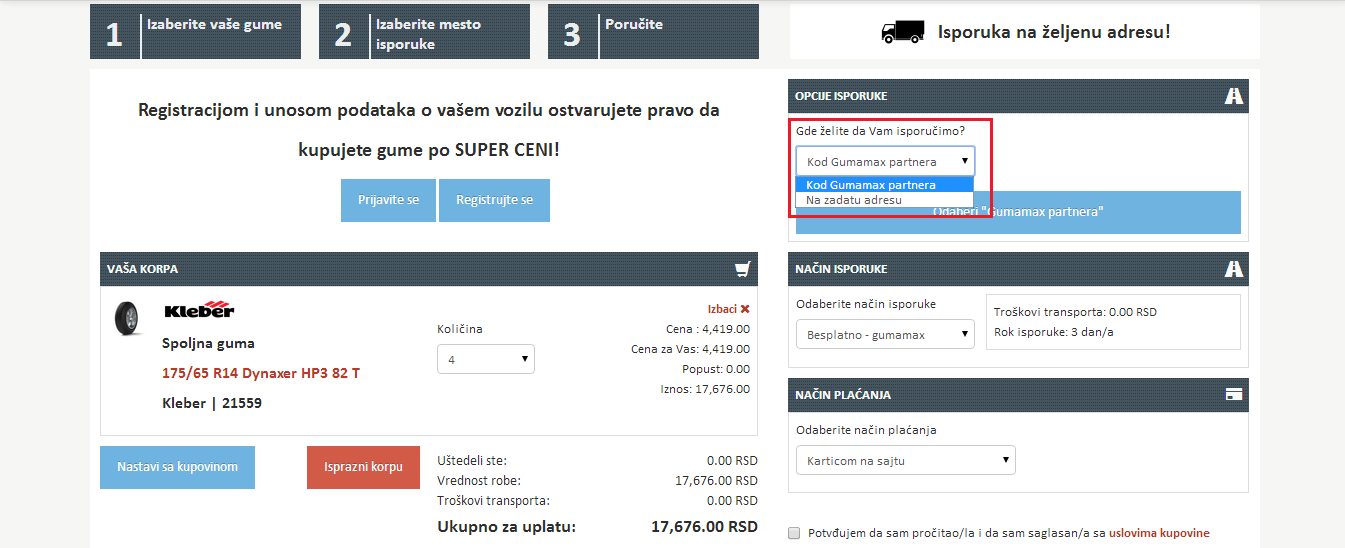 1
Izaberite vaše gume
2
Izaberite mesto
isporuke
3
Poručite
Isporuka na željenu adresu!
Registracijom i unosom podataka o vašem vozilu ostvarujete pravo da
kupujete gume po SUPER CENI!
Prijavite se
Registrujte se
VAŠA KORPA
Kleber
Spoljna guma
175/65 R14 Dynaxer HP3 82 T
Kleber | 21559
Količina
4
Izbaci ✖
Cena : 4,419.00
Cena za Vas: 4,419.00
Popust: 0.00
Iznos: 17,676.00
Nastavi sa kupovinom
Isprazni korpu
Uštedeli ste: 0.00 RSD
Vrednost robe: 17,676.00 RSD
Troškovi transporta: 0.00 RSD
Ukupno za uplatu: 17,676.00 RSD
OPCIJE ISPORUKE
Gde želite da Vam isporučimo?
Kod Gumamax partnera
Kod Gumamax partnera
Na zadatu adresu
Odaberi "Gumamax partnera"
NAČIN ISPORUKE
Odaberite način isporuke
Besplatno - gumamax
Troškovi transporta: 0.00 RSD
Rok isporuke: 3 dan/a
NAČIN PLAĆANJA
Odaberite način plaćanja
Karticom na sajtu
Potvđujem da sam pročitao/la i da sam saglasan/a sa uslovima kupovine